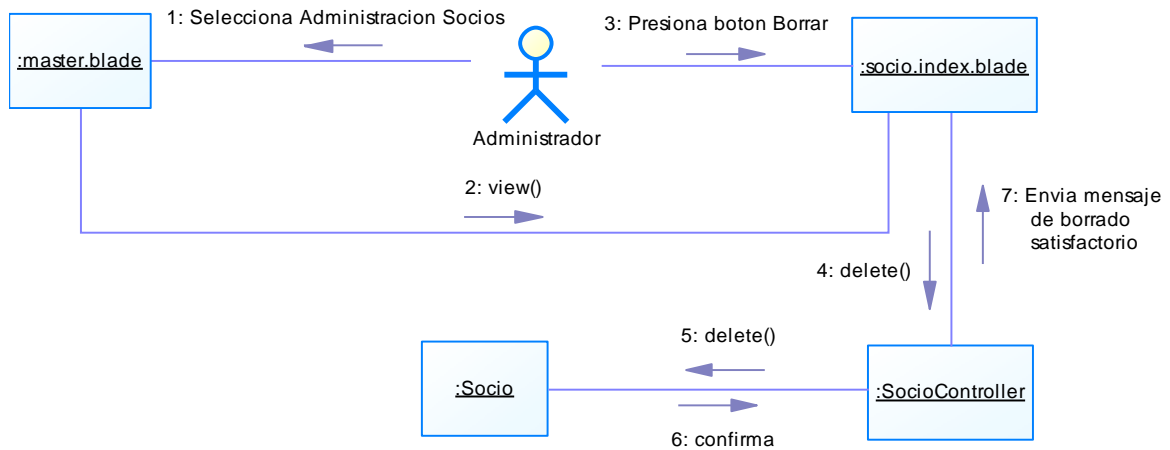 1: Selecciona Administracion Socios
3: Presiona boton Borrar
:master.blade
:socio.index.blade
Administrador
2: view()
7: Envia mensaje
de borrado
satisfactorio
4: delete()
5: delete()
:Socio
:SocioController
6: confirma